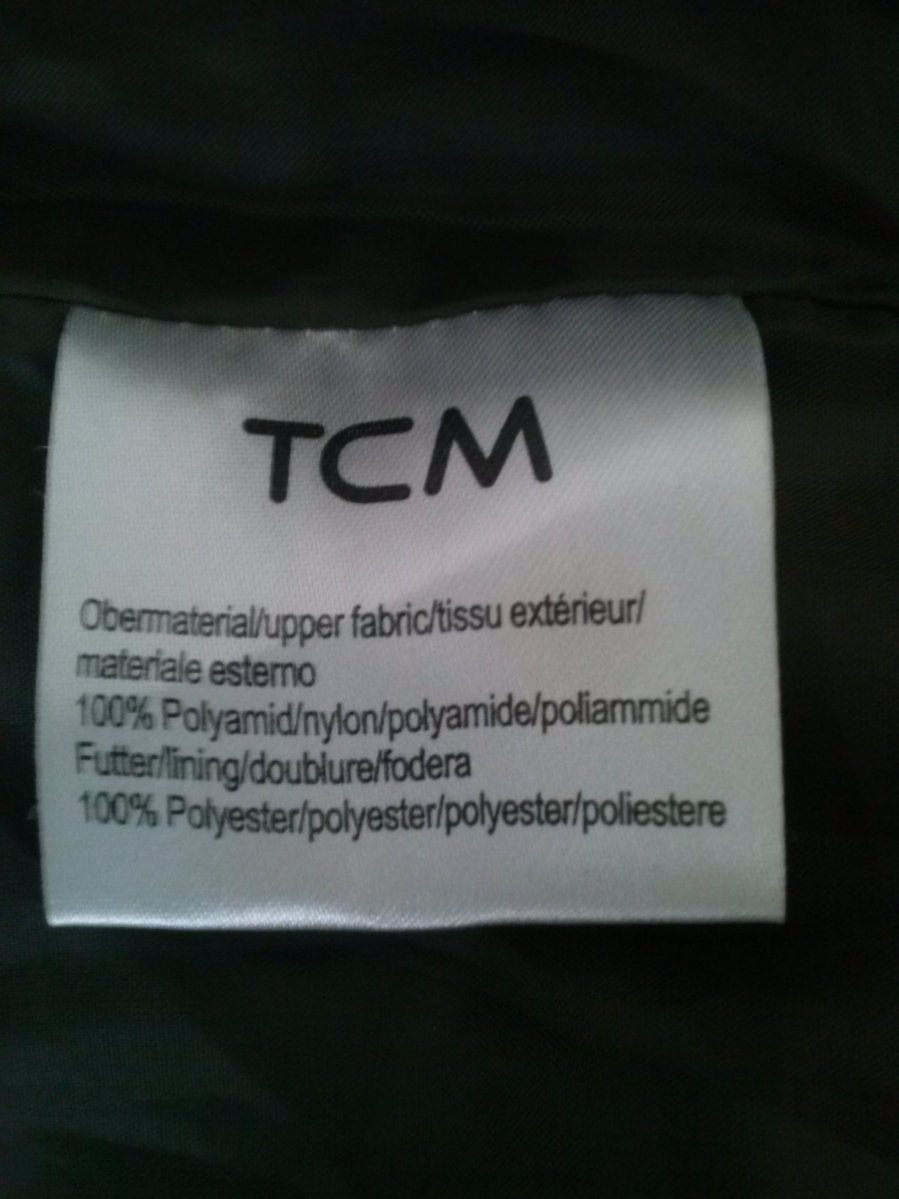 TCM
Obermaterial/upper fabric/tissu extérieur/
materiale esterno
100% Polyamid/nylon/polyamide/poliammide
Futter/lining/doublure/fodera
100% Polyester/polyester/polyester/poliestere